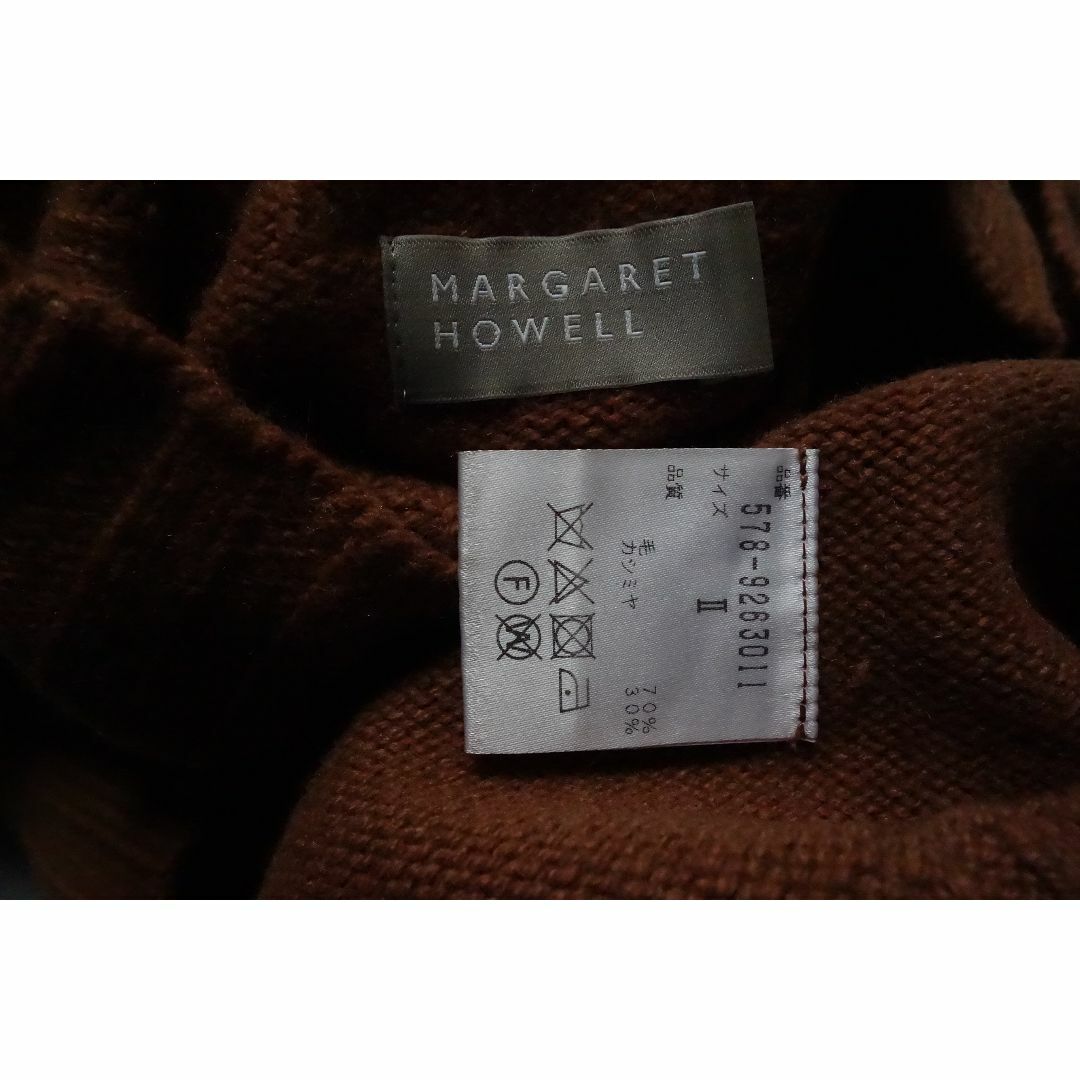 MARGARET
HOWELL
品番 578-9263011
サイズ II
品質 毛 70%
カシミヤ 30%
F
W